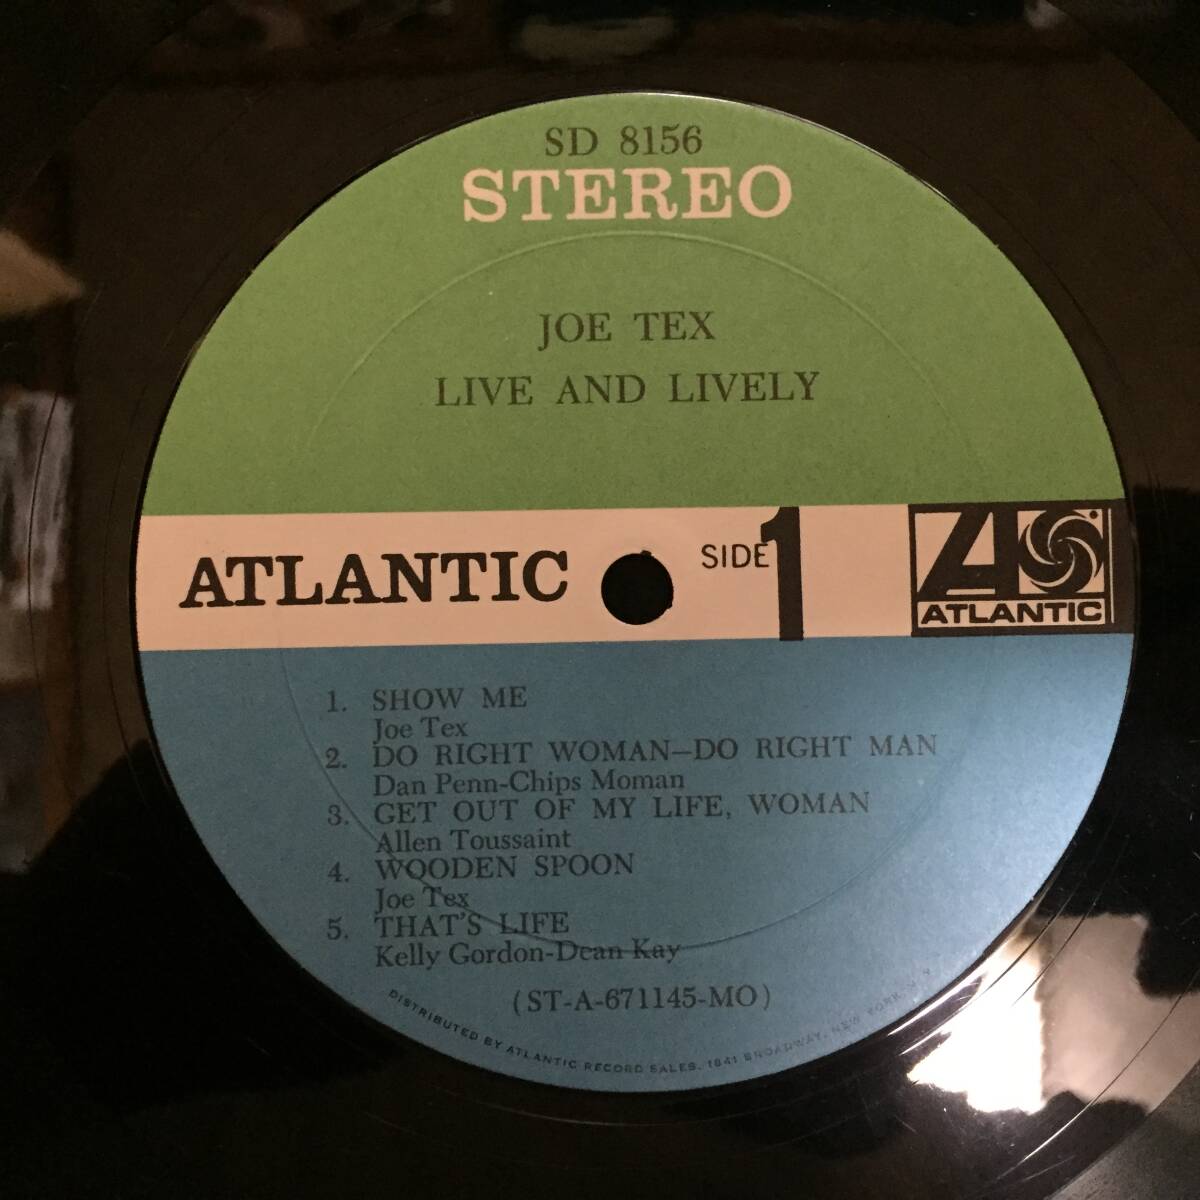 SD 8156
STEREO
JOE TEX
LIVE AND LIVELY
ATLANTIC
SIDE 1
ATLANTIC
1. SHOW ME
Joe Tex
2. DO RIGHT WOMAN—DO RIGHT MAN
Dan Penn-Chips Moman
3. GET OUT OF MY LIFE, WOMAN
Allen Toussaint
4. WOODEN SPOON
Joe Tex
5. THAT'S LIFE
Kelly Gordon-Dean Kay
(ST-A-671145-MO)
DISTRIBUTED BY ATLANTIC RECORD SALES, 1841 BROADWAY, NEW YORK, N.Y.